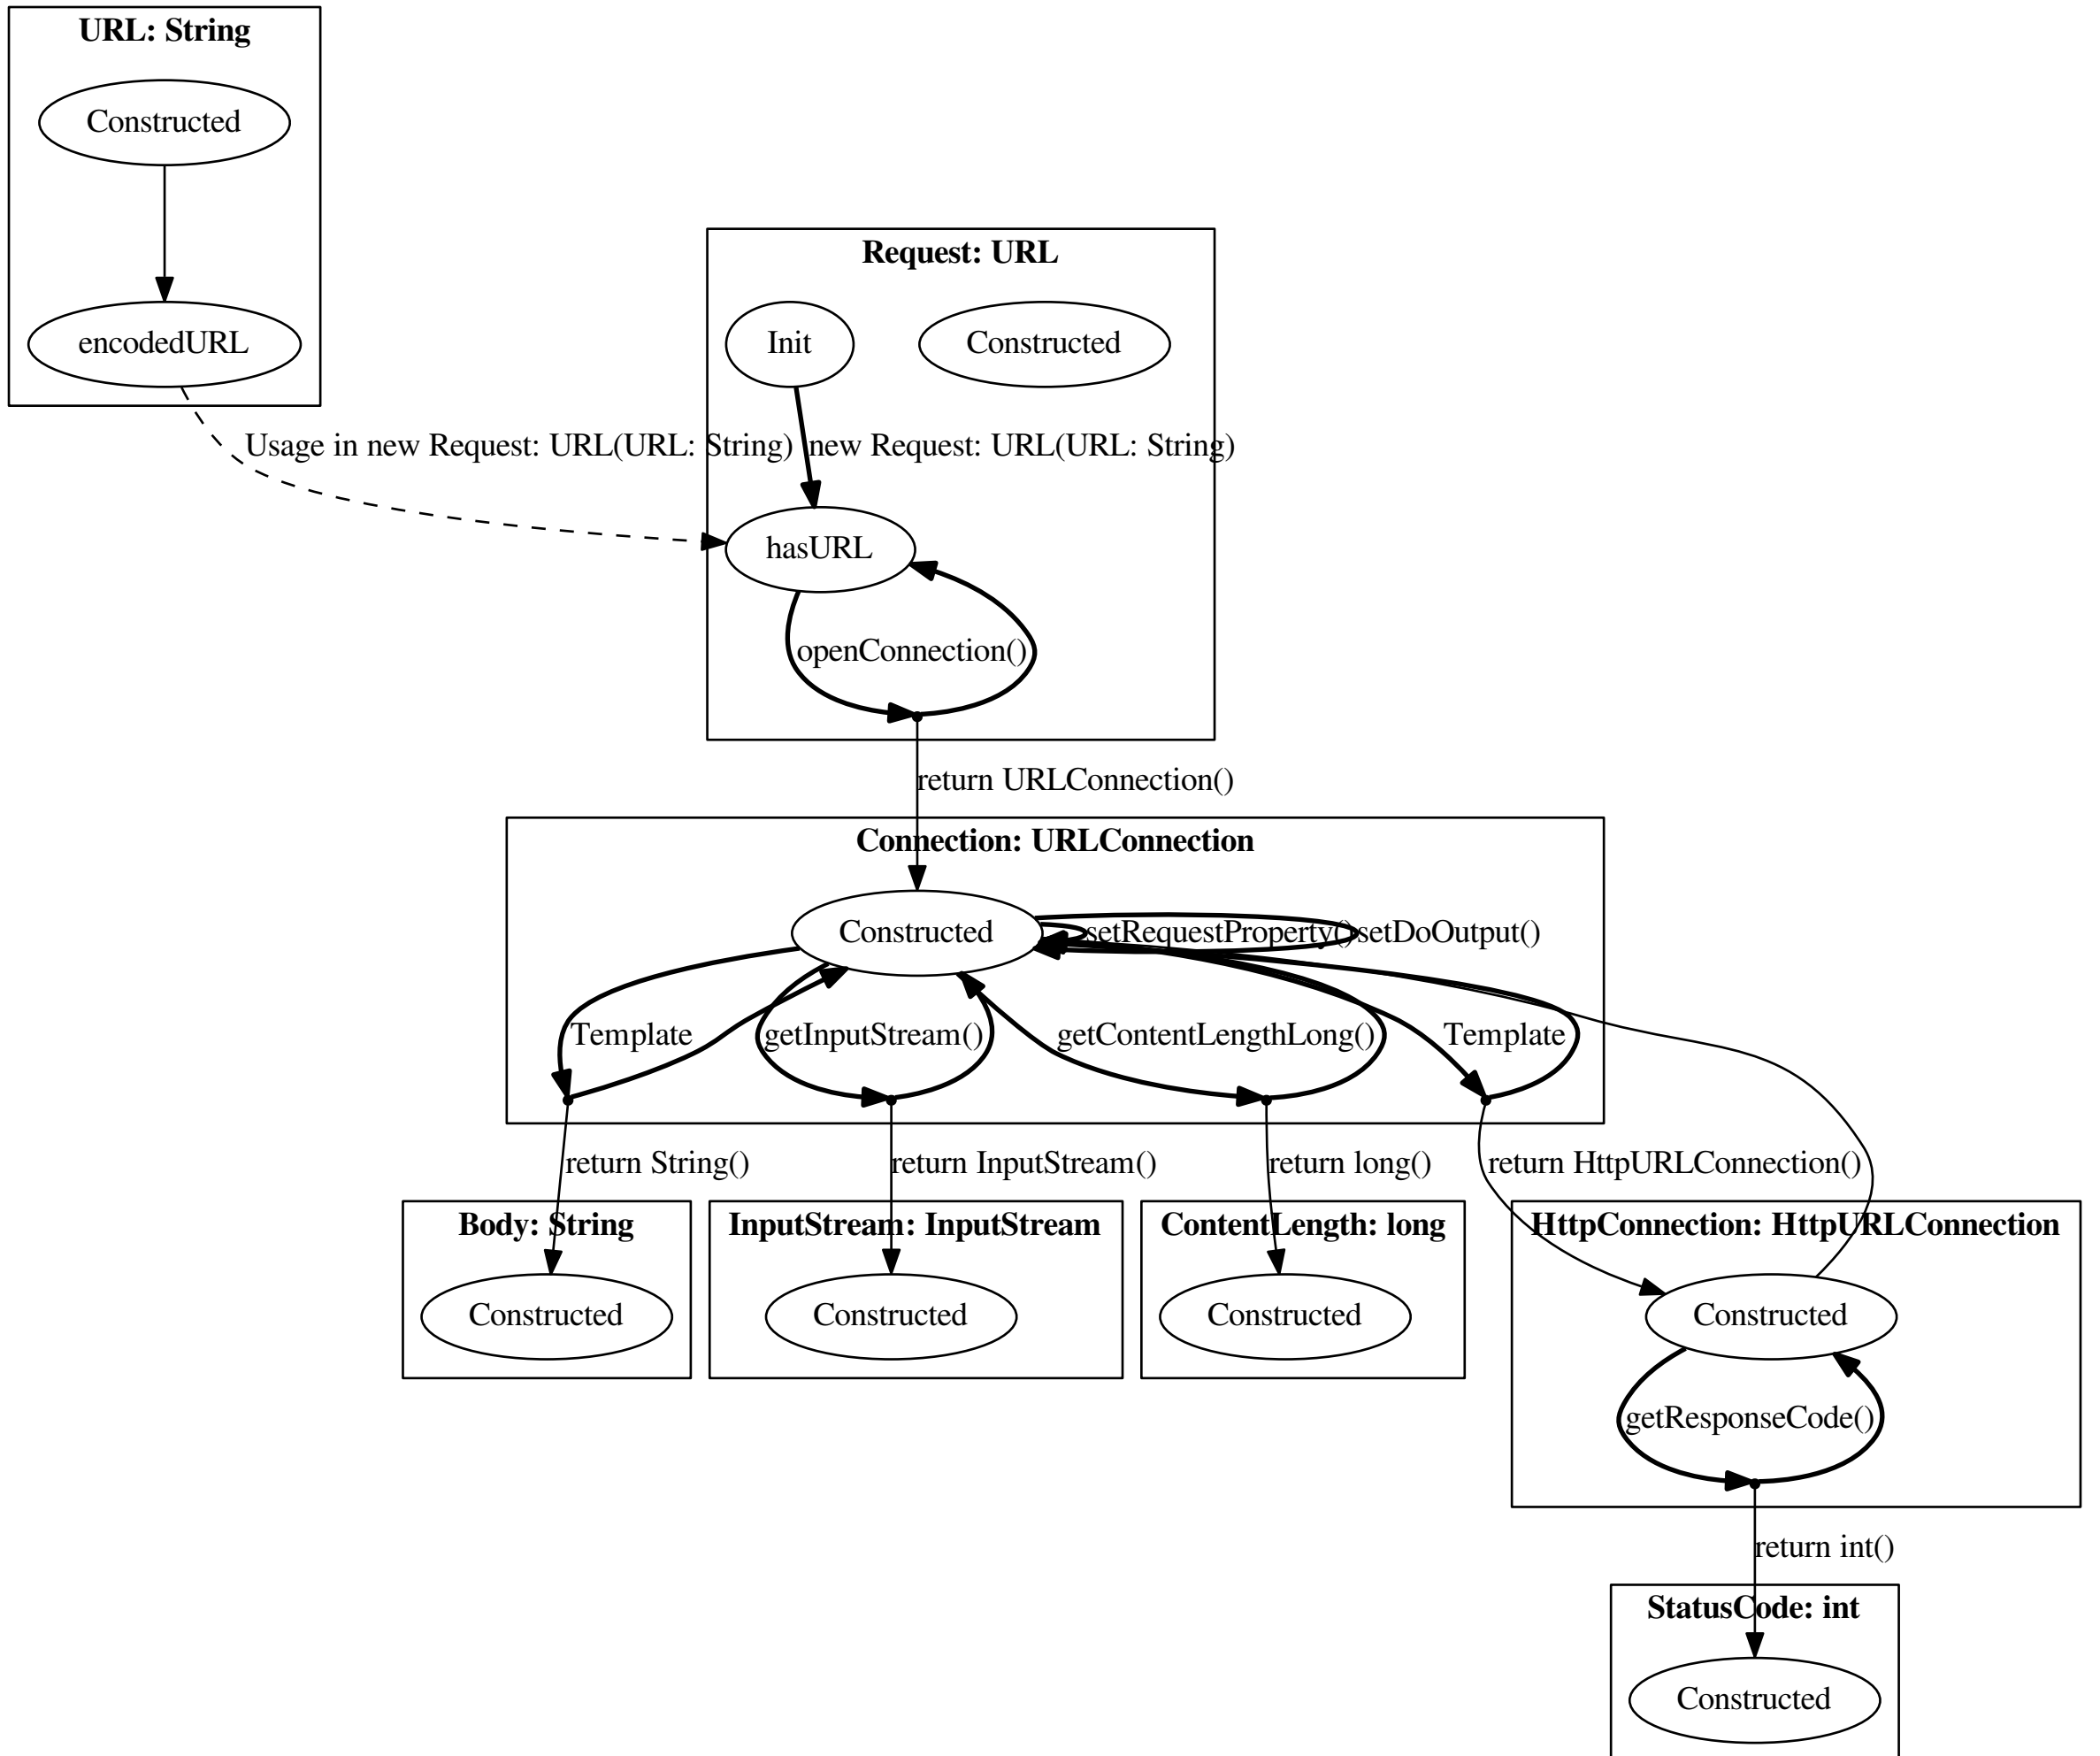 URL: String
Constructed
encodedURL
Request: URL
Init
Constructed
Usage in new Request: URL(URL: String)
new Request: URL(URL: String)
hasURL
openConnection()
return URLConnection()
Connection: URLConnection
Constructed
setRequestProperty()
setDoOutput()
Template
getInputStream()
getContentLengthLong()
Template
return String()
return InputStream()
return long()
return HttpURLConnection()
Body: String
InputStream: InputStream
ContentLength: long
HttpConnection: HttpURLConnection
Constructed
Constructed
Constructed
Constructed
getResponseCode()
return int()
StatusCode: int
Constructed